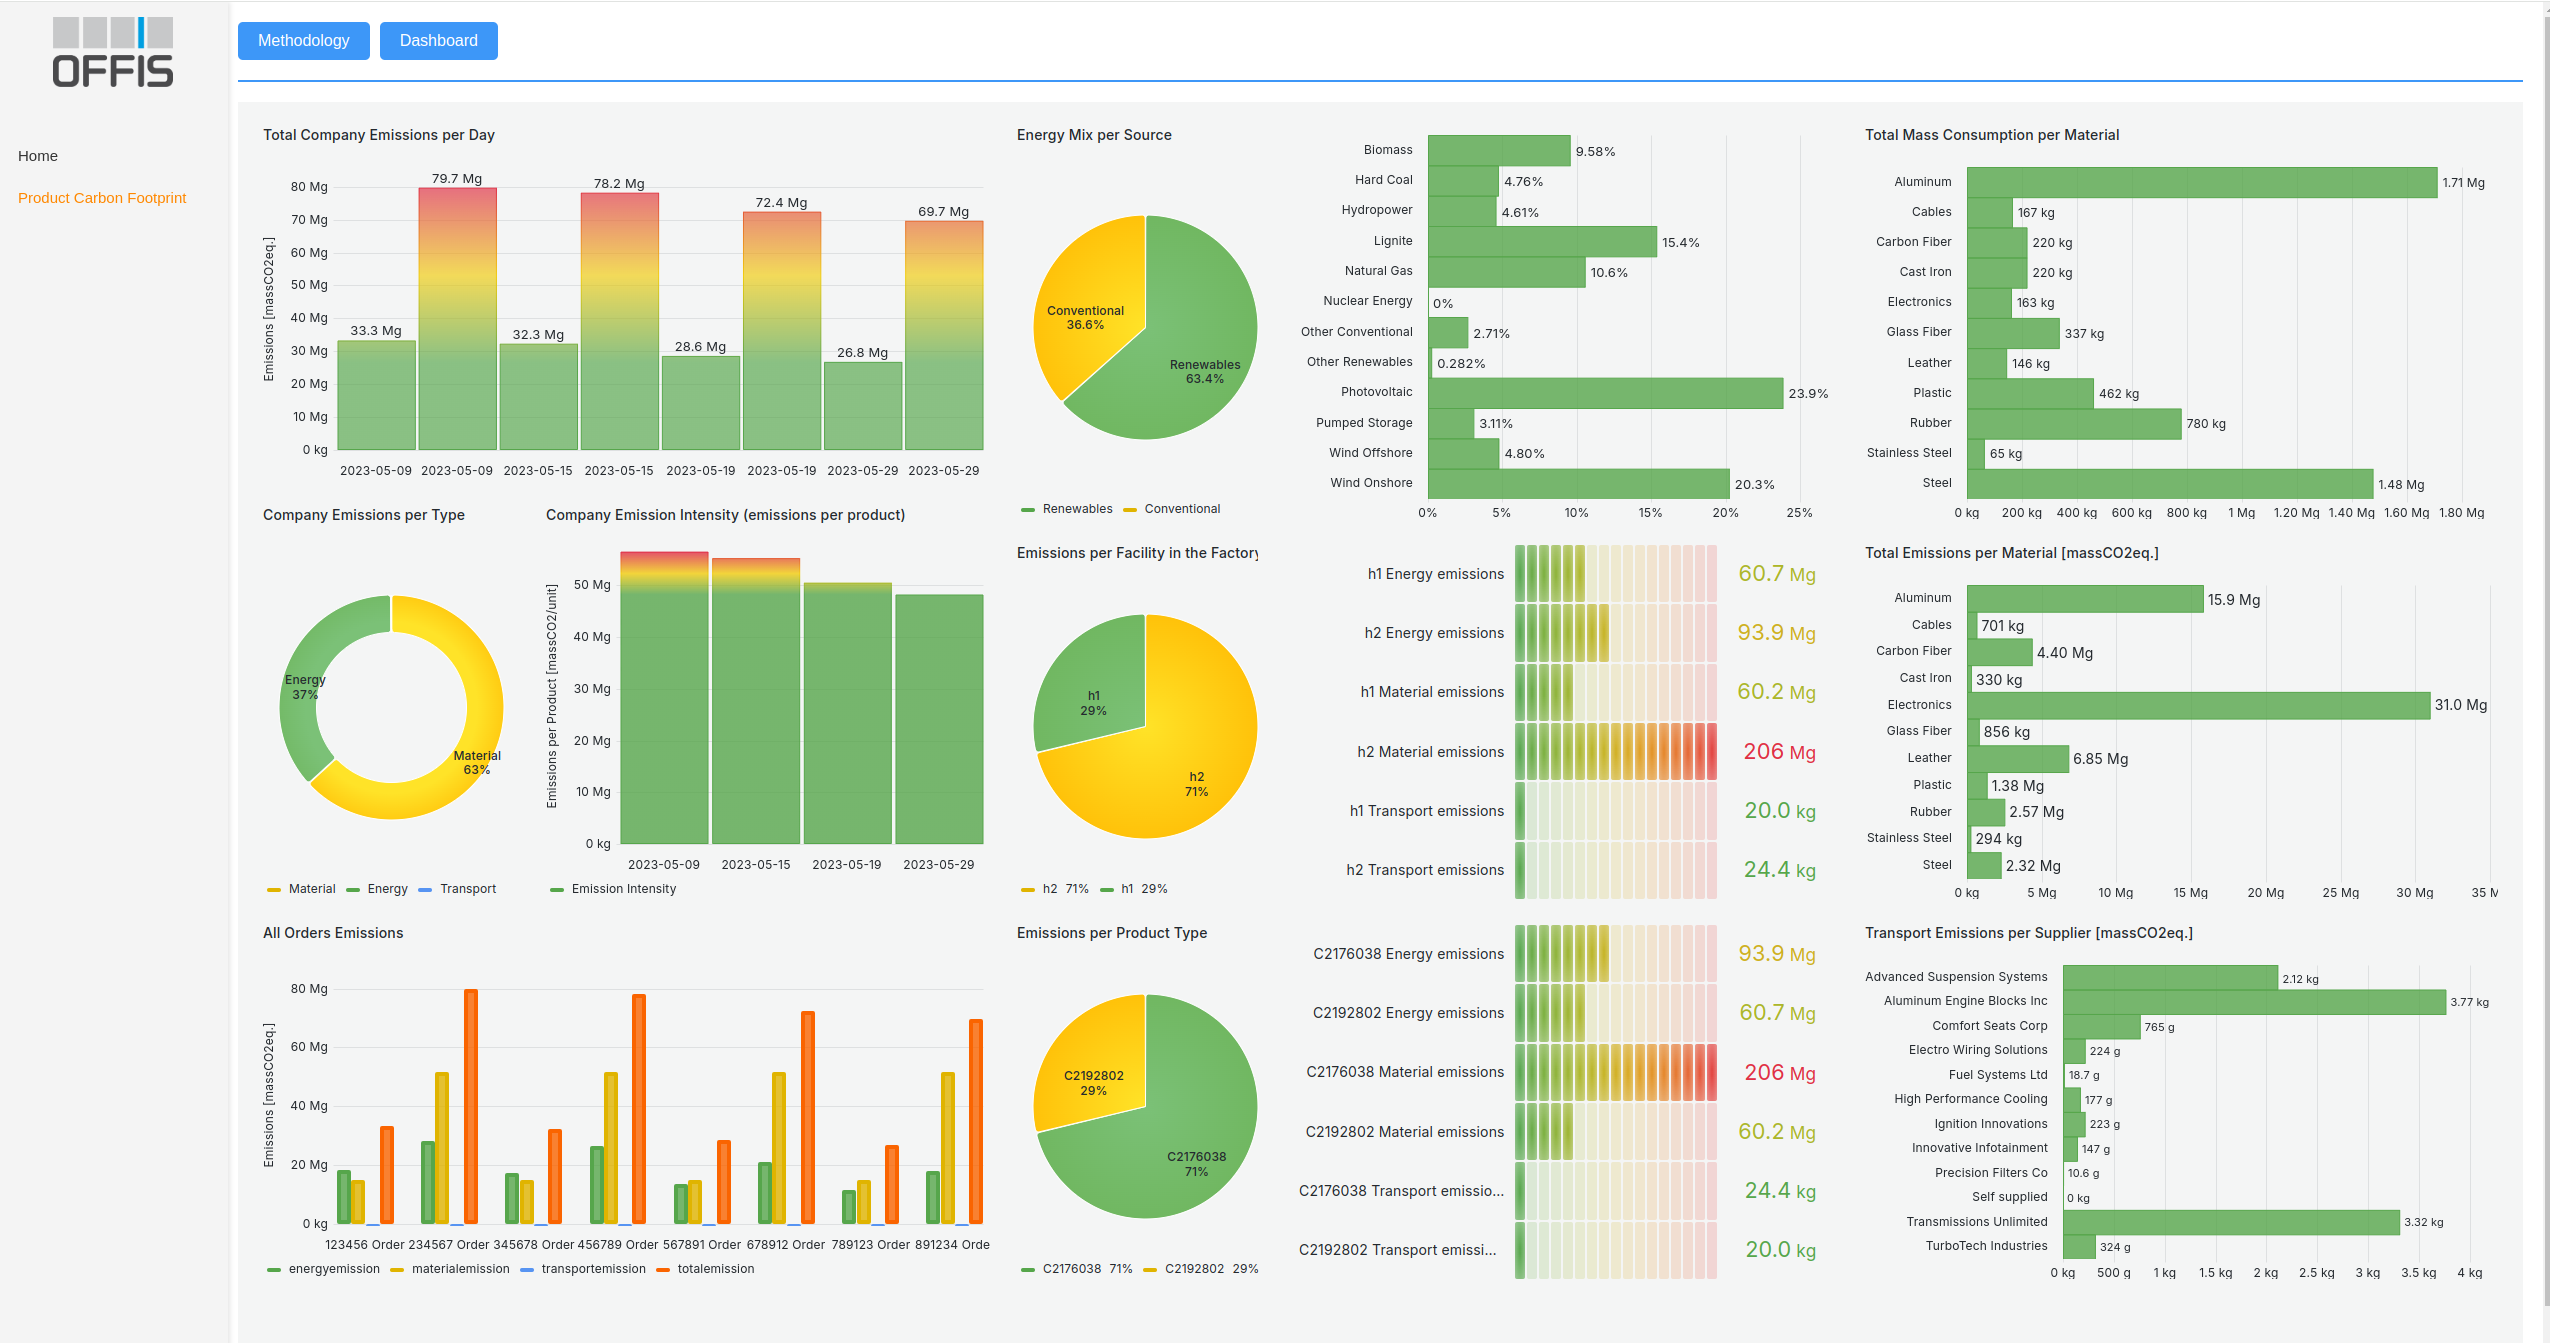 OFFIS
Methodology
Dashboard
Home
Product Carbon Footprint
Total Company Emissions per Day
Emissions [massCO2eq.]
80 Mg
70 Mg
60 Mg
50 Mg
40 Mg
30 Mg
20 Mg
10 Mg
0 kg
33.3 Mg
79.7 Mg
32.3 Mg
78.2 Mg
28.6 Mg
72.4 Mg
26.8 Mg
69.7 Mg
2023-05-09 2023-05-09 2023-05-15 2023-05-15 2023-05-19 2023-05-19 2023-05-29 2023-05-29
Energy Mix per Source
Conventional
36.6%
Renewables
63.4%
Renewables Conventional
Biomass 9.58%
Hard Coal 4.76%
Hydropower 4.61%
Lignite 15.4%
Natural Gas 10.6%
Nuclear Energy 0%
Other Conventional 2.71%
Other Renewables 0.282%
Photovoltaic 23.9%
Pumped Storage 3.11%
Wind Offshore 4.80%
Wind Onshore 20.3%
0% 5% 10% 15% 20% 25%
Total Mass Consumption per Material
Aluminum 1.71 Mg
Cables 167 kg
Carbon Fiber 220 kg
Cast Iron 220 kg
Electronics 163 kg
Glass Fiber 337 kg
Leather 146 kg
Plastic 462 kg
Rubber 780 kg
Stainless Steel 65 kg
Steel 1.48 Mg
0 kg 200 kg 400 kg 600 kg 800 kg 1 Mg 1.20 Mg 1.40 Mg 1.60 Mg 1.80 Mg
Company Emissions per Type
Energy
37%
Material
63%
Material Energy Transport
Company Emission Intensity (emissions per product)
Emissions per Product [massCO2/unit]
50 Mg
40 Mg
30 Mg
20 Mg
10 Mg
0 kg
2023-05-09 2023-05-15 2023-05-19 2023-05-29
Emission Intensity
Emissions per Facility in the Factory
h1
29%
h2
71%
h2 71% h1 29%
h1 Energy emissions 60.7 Mg
h2 Energy emissions 93.9 Mg
h1 Material emissions 60.2 Mg
h2 Material emissions 206 Mg
h1 Transport emissions 20.0 kg
h2 Transport emissions 24.4 kg
Total Emissions per Material [massCO2eq.]
Aluminum 15.9 Mg
Cables 701 kg
Carbon Fiber 4.40 Mg
Cast Iron 330 kg
Electronics 31.0 Mg
Glass Fiber 856 kg
Leather 6.85 Mg
Plastic 1.38 Mg
Rubber 2.57 Mg
Stainless Steel 294 kg
Steel 2.32 Mg
0 kg 5 Mg 10 Mg 15 Mg 20 Mg 25 Mg 30 Mg 35 M
All Orders Emissions
Emissions [massCO2eq.]
80 Mg
60 Mg
40 Mg
20 Mg
0 kg
123456 Order 234567 Order 345678 Order 456789 Order 567891 Order 678912 Order 789123 Order 891234 Orde
energyemission materialemission transportemission totalemission
Emissions per Product Type
C2192802
29%
C2176038
71%
C2176038 71% C2192802 29%
C2176038 Energy emissions 93.9 Mg
C2192802 Energy emissions 60.7 Mg
C2176038 Material emissions 206 Mg
C2192802 Material emissions 60.2 Mg
C2176038 Transport emissio... 24.4 kg
C2192802 Transport emissi... 20.0 kg
Transport Emissions per Supplier [massCO2eq.]
Advanced Suspension Systems 2.12 kg
Aluminum Engine Blocks Inc 3.77 kg
Comfort Seats Corp 765 g
Electro Wiring Solutions 224 g
Fuel Systems Ltd 18.7 g
High Performance Cooling 177 g
Ignition Innovations 223 g
Innovative Infotainment 147 g
Precision Filters Co 10.6 g
Self supplied 0 kg
Transmissions Unlimited 3.32 kg
TurboTech Industries 324 g
0 kg 500 g 1 kg 1.5 kg 2 kg 2.5 kg 3 kg 3.5 kg 4 kg